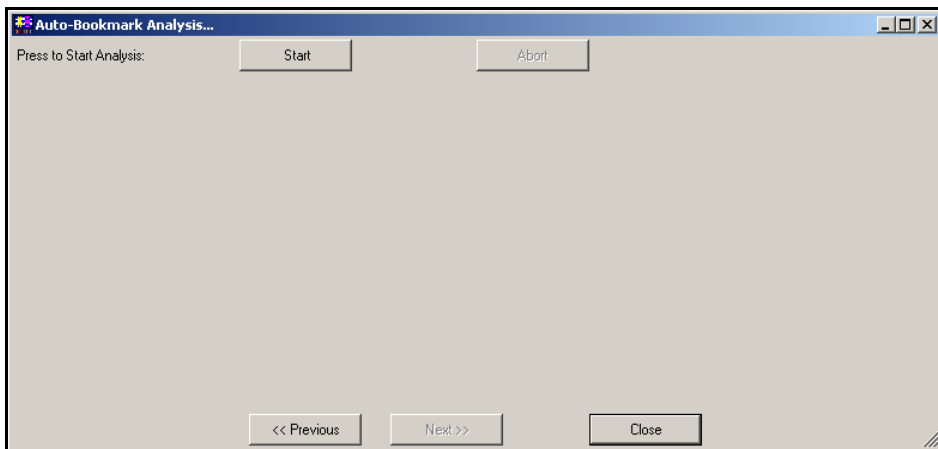 Auto-Bookmark Analysis...
Press to Start Analysis: Start Abort
<< Previous Next >> Close